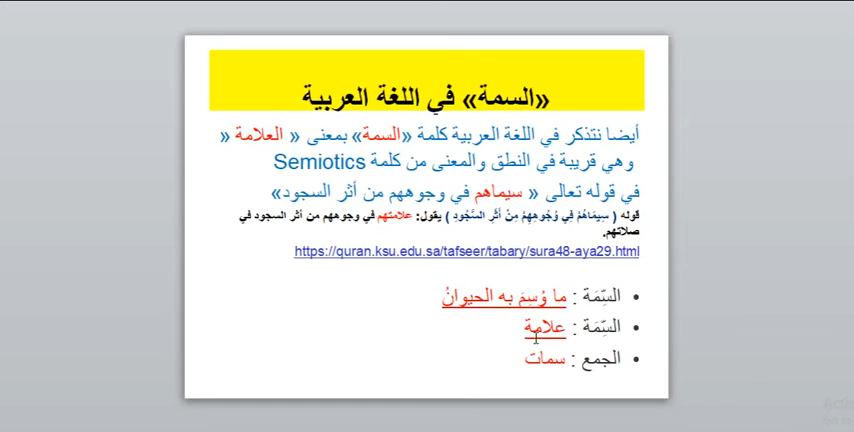 «السمة» في اللغة العربية
أيضا نتذكر في اللغة العربية كلمة «السمة» بمعنى « العلامة «
وهي قريبة في النطق والمعنى من كلمة Semiotics
في قوله تعالى « سيماهم في وجوههم من أثر السجود»
قوله ( سِيمَاهُمْ فِي وُجُوهِهِمْ مِنْ أَثَرِ السُّجُودِ ) يقول: علامتهم في وجوههم من أثر السجود في
صلاتهم.
https://quran.ksu.edu.sa/tafseer/tabary/sura48-aya29.html
• السِّمَة : ما وُسِمَ به الحيوانُ
• السِّمَة : علامة
• الجمع : سمات